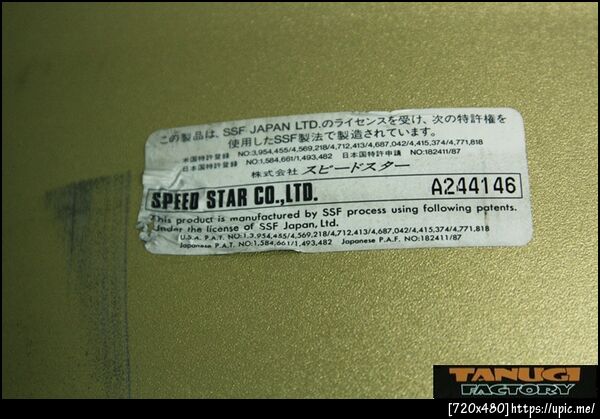 この製品は、SSF JAPAN LTD.のライセンスを受け、次の特許権を
使用したSSF製法で製造されています。
米国特許登録 NO:3,954,455/4,569,218/4,712,413/4,687,042/4,415,374/4,771,818
日本国特許登録 NO:1,584,661/1,493,482 日本国特許申請 NO:182411/87
株式会社 スピードスター
SPEED STAR CO.,LTD. A244146
This product is manufactured by SSF process using following patents.
Under the license of SSF Japan, Ltd.
U.S.A. P.A.T. NO:3,954,455/4,569,218/4,712,413/4,687,042/4,415,374/4,771,818
Japanese P.A.T. NO:1,584,661/1,493,482 Japanese P.A.F. NO:182411/87
TANUGI
FACTORY
[720x480]https://upic.me/